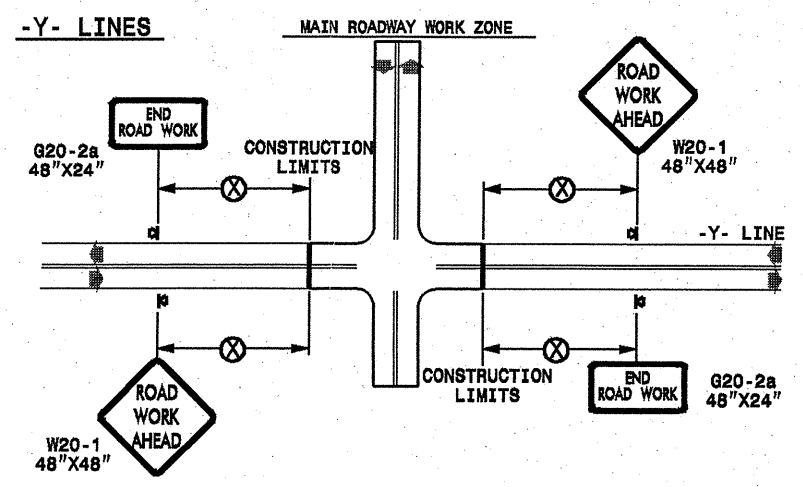 -Y- LINES
MAIN ROADWAY WORK ZONE
END
ROAD WORK
G20-2a
48"X24"
CONSTRUCTION
LIMITS
X
X
ROAD
WORK
AHEAD
W20-1
48"X48"
-Y- LINE
X
X
ROAD
WORK
AHEAD
W20-1
48"X48"
CONSTRUCTION
LIMITS
END
ROAD WORK
G20-2a
48"X24"